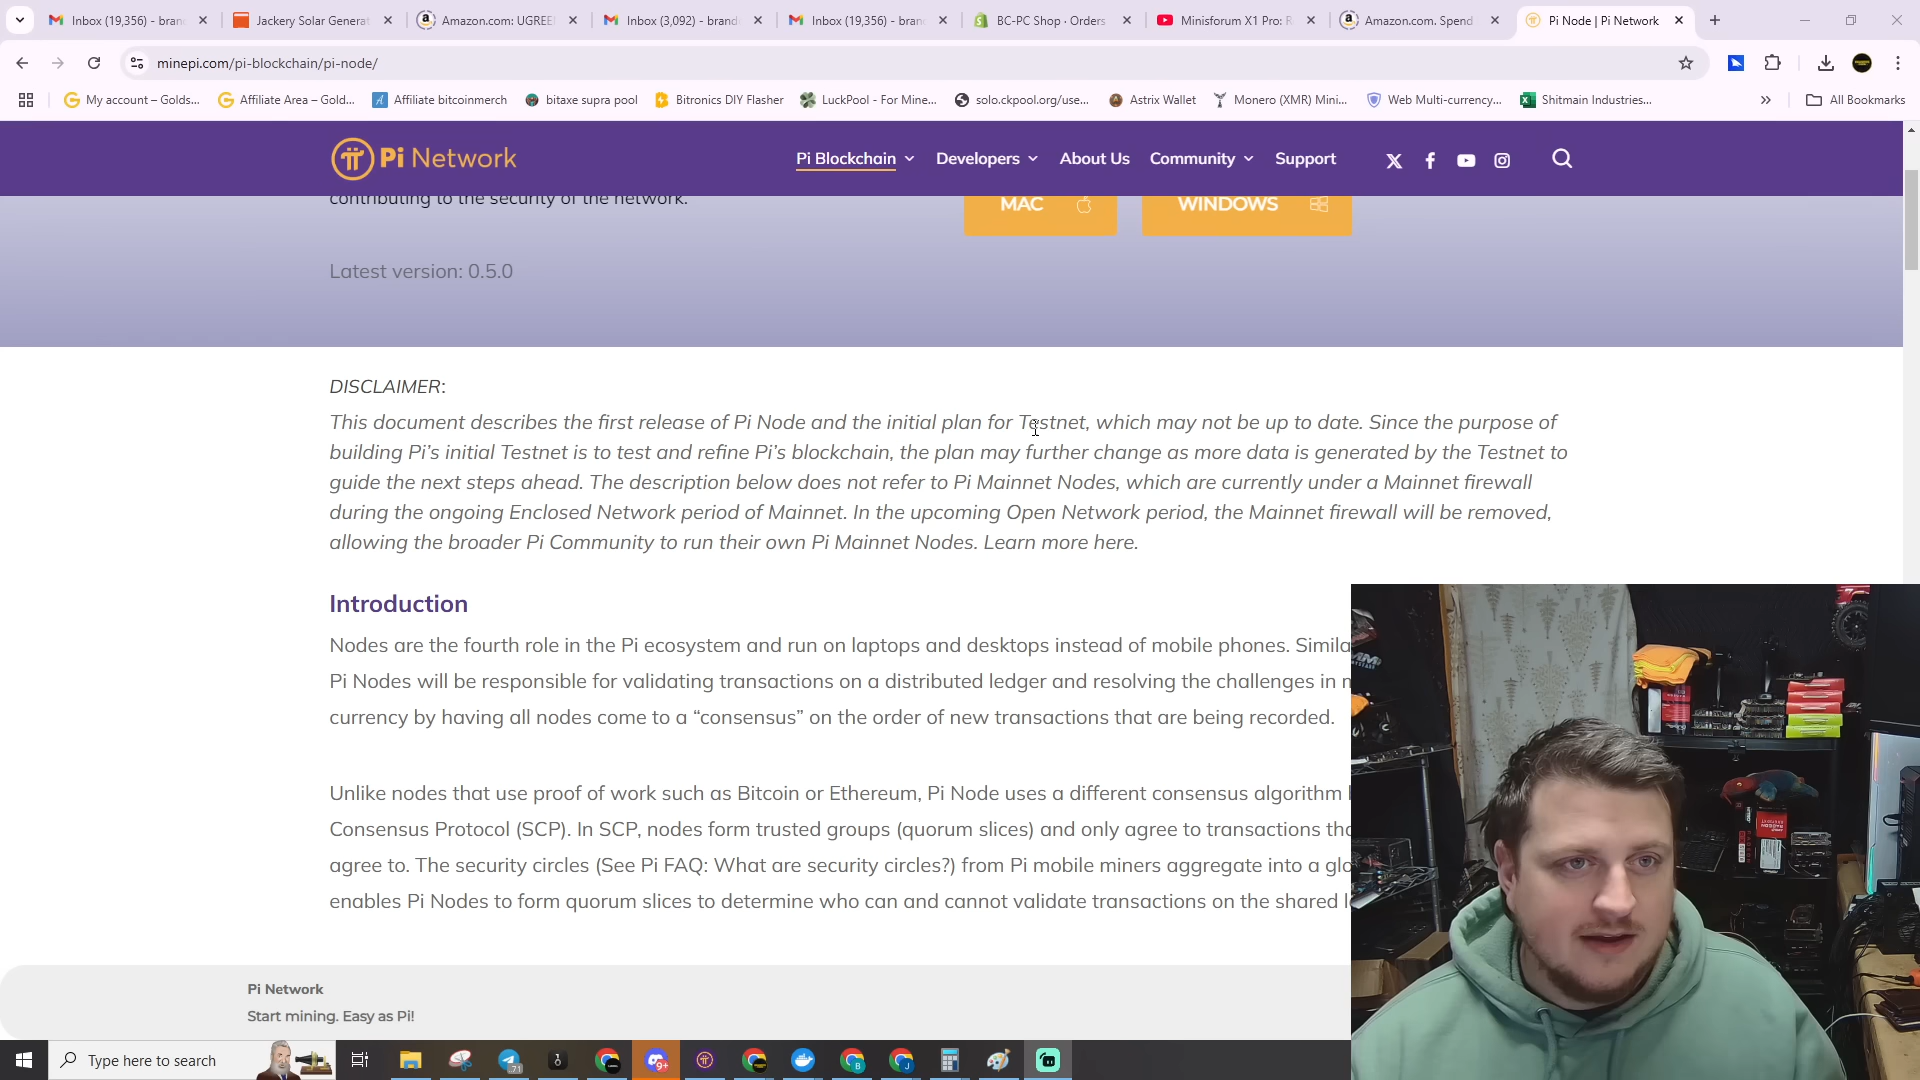 Inbox (19,356) - bran
Jackery Solar Generat
Amazon.com: UGREE
Inbox (3,092) - brand
Inbox (19,356) - bran
BC-PC Shop · Orders
Minisforum X1 Pro: R
Amazon.com. Spend
Pi Node | Pi Network
minepi.com/pi-blockchain/pi-node/
My account – Golds...
Affiliate Area – Gold...
Affiliate bitcoinmerch
bitaxe supra pool
Bitronics DIY Flasher
LuckPool - For Mine...
solo.ckpool.org/use...
Astrix Wallet
Monero (XMR) Mini...
Web Multi-currency...
Shitmain Industries...
All Bookmarks
Pi Network
Pi Blockchain
Developers
About Us
Community
Support
contributing to the security of the network.
MAC
WINDOWS
Latest version: 0.5.0
DISCLAIMER:
This document describes the first release of Pi Node and the initial plan for Testnet, which may not be up to date. Since the purpose of
building Pi’s initial Testnet is to test and refine Pi’s blockchain, the plan may further change as more data is generated by the Testnet to
guide the next steps ahead. The description below does not refer to Pi Mainnet Nodes, which are currently under a Mainnet firewall
during the ongoing Enclosed Network period of Mainnet. In the upcoming Open Network period, the Mainnet firewall will be removed,
allowing the broader Pi Community to run their own Pi Mainnet Nodes. Learn more here.
Introduction
Nodes are the fourth role in the Pi ecosystem and run on laptops and desktops instead of mobile phones. Simila
Pi Nodes will be responsible for validating transactions on a distributed ledger and resolving the challenges in
currency by having all nodes come to a “consensus” on the order of new transactions that are being recorded.
Unlike nodes that use proof of work such as Bitcoin or Ethereum, Pi Node uses a different consensus algorithm
Consensus Protocol (SCP). In SCP, nodes form trusted groups (quorum slices) and only agree to transactions tha
agree to. The security circles (See Pi FAQ: What are security circles?) from Pi mobile miners aggregate into a glo
enables Pi Nodes to form quorum slices to determine who can and cannot validate transactions on the shared
Pi Network
Start mining. Easy as Pi!
Type here to search
71
9+